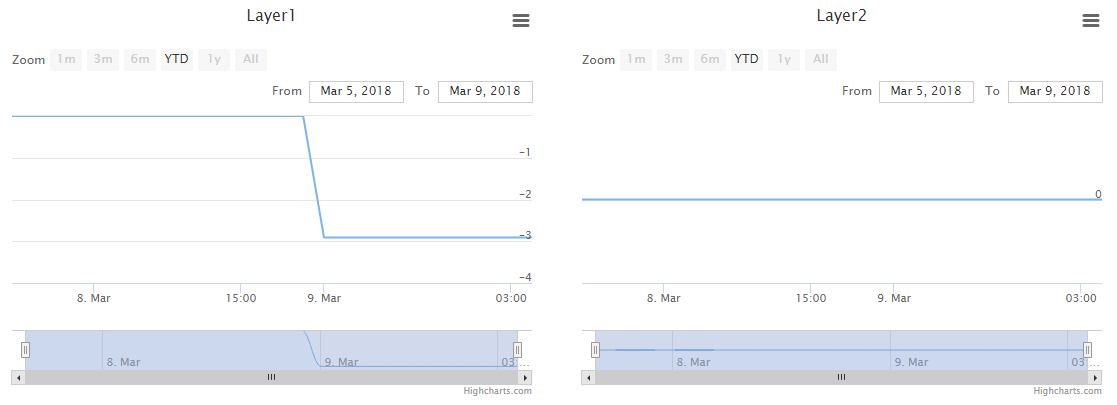 Layer1
Zoom 1m 3m 6m YTD 1y All
From Mar 5, 2018 To Mar 9, 2018
-1
-2
-3
-4
8. Mar 15:00 9. Mar 03:00
8. Mar 9. Mar 03:…
Highcharts.com
Layer2
Zoom 1m 3m 6m YTD 1y All
From Mar 5, 2018 To Mar 9, 2018
0
8. Mar 15:00 9. Mar 03:00
8. Mar 9. Mar 03:…
Highcharts.com